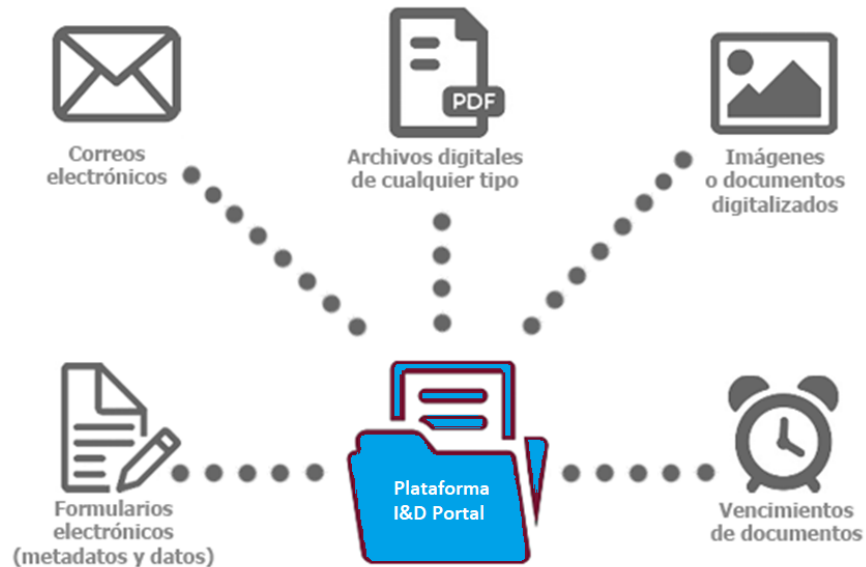 PDF
Correos
electrónicos
Archivos digitales
de cualquier tipo
Imágenes
o documentos
digitalizados
Formularios
electrónicos
(metadatos y datos)
Plataforma
I&D Portal
Vencimientos
de documentos